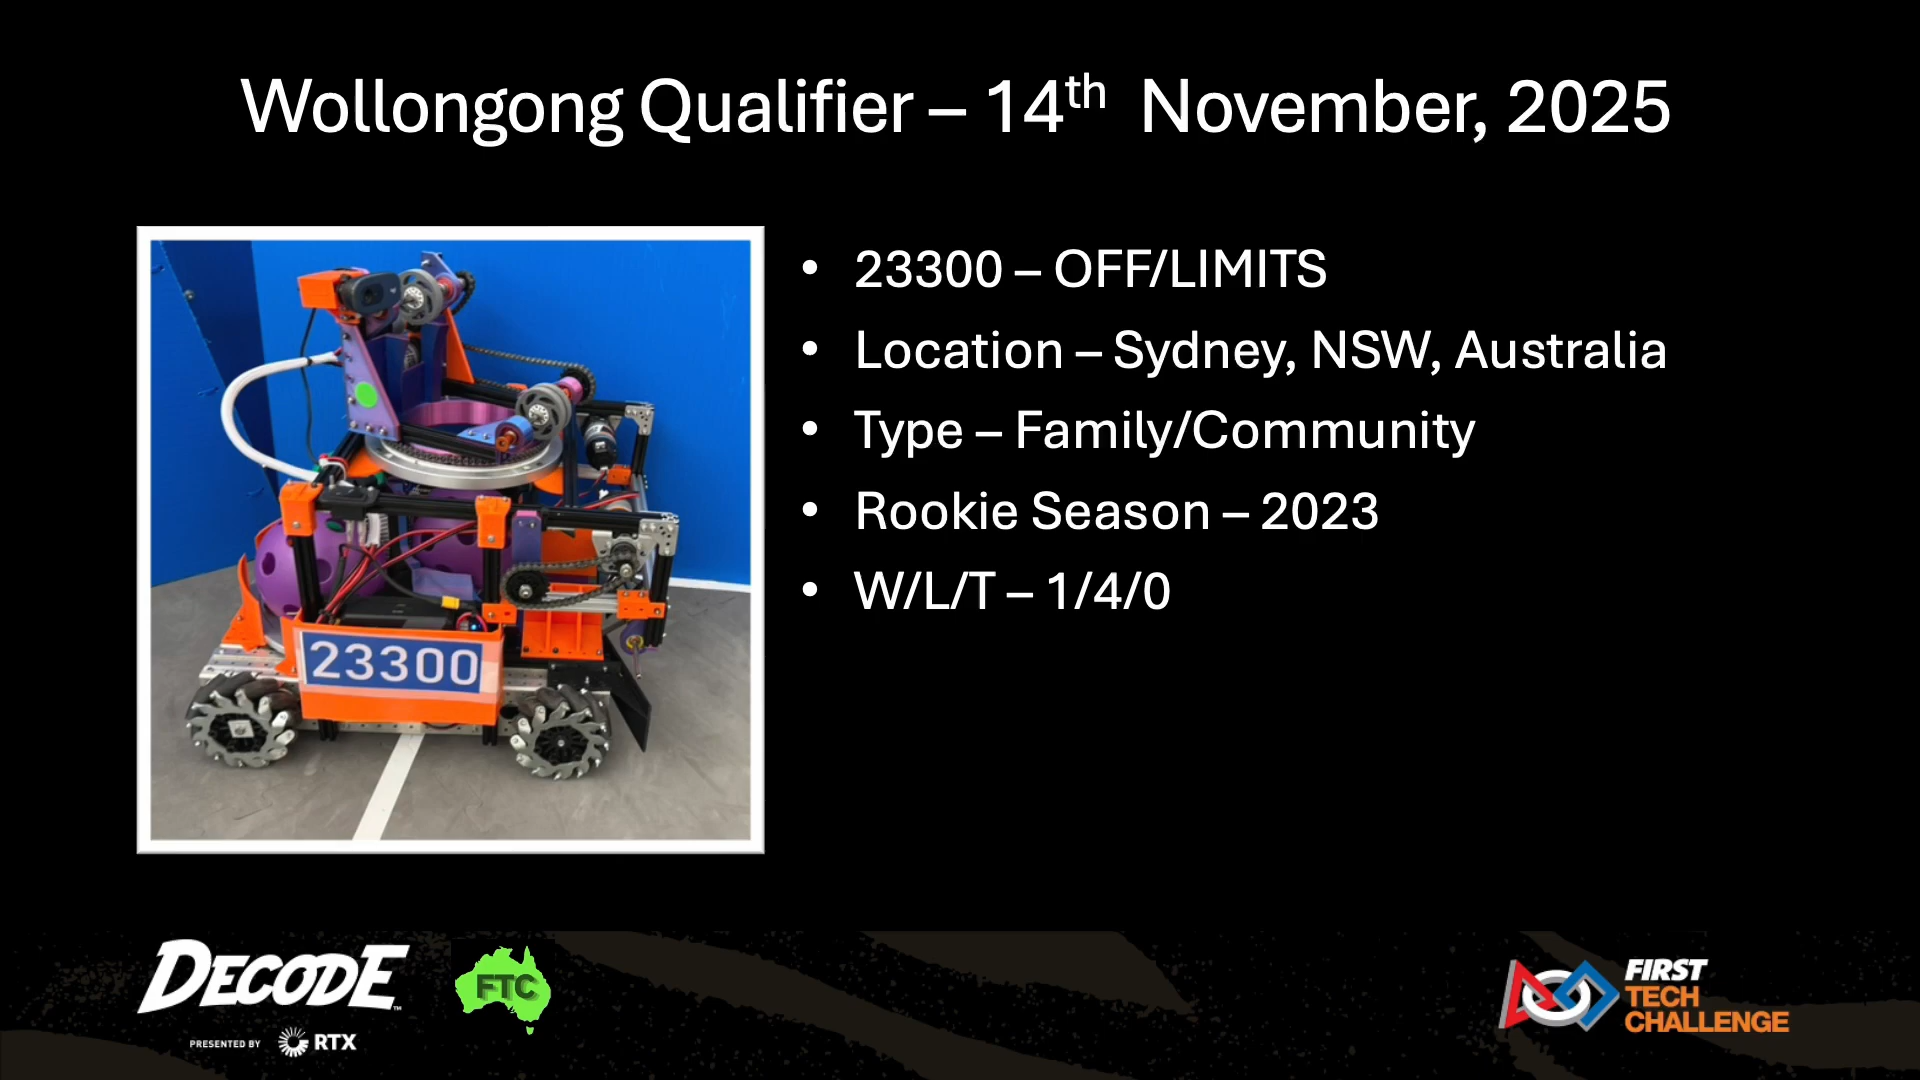 Wollongong Qualifier – 14th November, 2025
• 23300 – OFF/LIMITS
• Location – Sydney, NSW, Australia
• Type – Family/Community
• Rookie Season – 2023
• W/L/T – 1/4/0
23300
DECODE™
PRESENTED BY RTX
FTC
FIRST
TECH
CHALLENGE